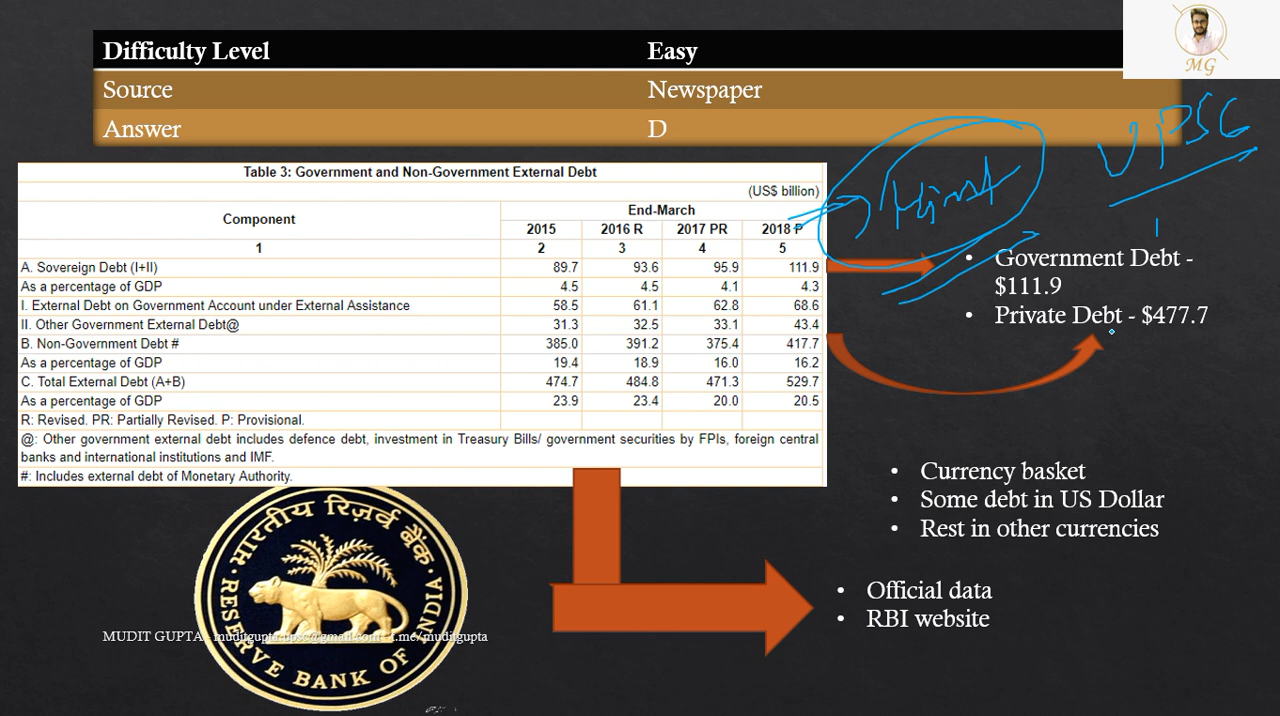 Difficulty Level Easy
Source Newspaper
Answer D
MG
UPSC
Table 3: Government and Non-Government External Debt
(US$ billion)
Component End-March
2015 2016 R 2017 PR 2018 P
1 2 3 4 5
A. Sovereign Debt (I+II) 89.7 93.6 95.9 111.9
As a percentage of GDP 4.5 4.5 4.1 4.3
I. External Debt on Government Account under External Assistance 58.5 61.1 62.8 68.6
II. Other Government External Debt@ 31.3 32.5 33.1 43.4
B. Non-Government Debt # 385.0 391.2 375.4 417.7
As a percentage of GDP 19.4 18.9 16.0 16.2
C. Total External Debt (A+B) 474.7 484.8 471.3 529.7
As a percentage of GDP 23.9 23.4 20.0 20.5
R: Revised. PR: Partially Revised. P: Provisional.
@: Other government external debt includes defence debt, investment in Treasury Bills/ government securities by FPIs, foreign central
banks and international institutions and IMF.
#: Includes external debt of Monetary Authority.
• Government Debt -
$111.9
• Private Debt - $477.7
• Currency basket
• Some debt in US Dollar
• Rest in other currencies
• Official data
• RBI website
भारतीय रिज़र्व बैंक
RESERVE BANK OF INDIA
MUDIT GUPTA - muditgupta.upsc@gmail.com t.me/muditgupta